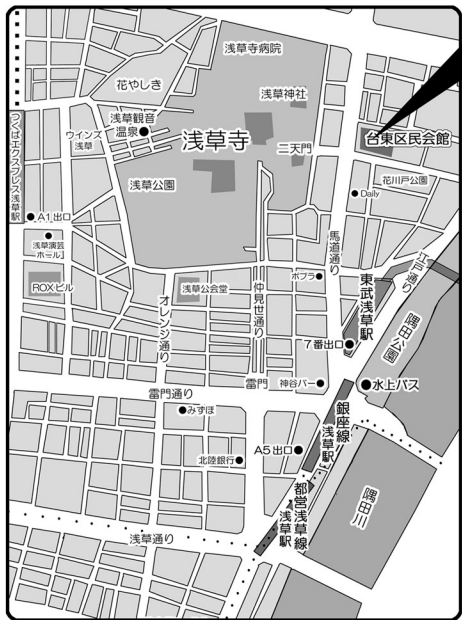 浅草寺病院
花やしき
浅草神社
浅草観音
温泉
浅草寺
ウインズ
浅草
台東区民会館
二天門
つくばエクスプレス浅草駅
浅草公園
花川戸公園
Daily
A1出口
浅草演芸
ホール
馬道通り
江戸通り
ROXビル
浅草公会堂
ポプラ
仲見世通り
東武浅草駅
オレンジ通り
7番出口
隅田公園
雷門通り
雷門
神谷バー
水上バス
みずほ
銀座線
浅草駅
A5出口
北陸銀行
都営浅草線
浅草駅
隅田川
浅草通り